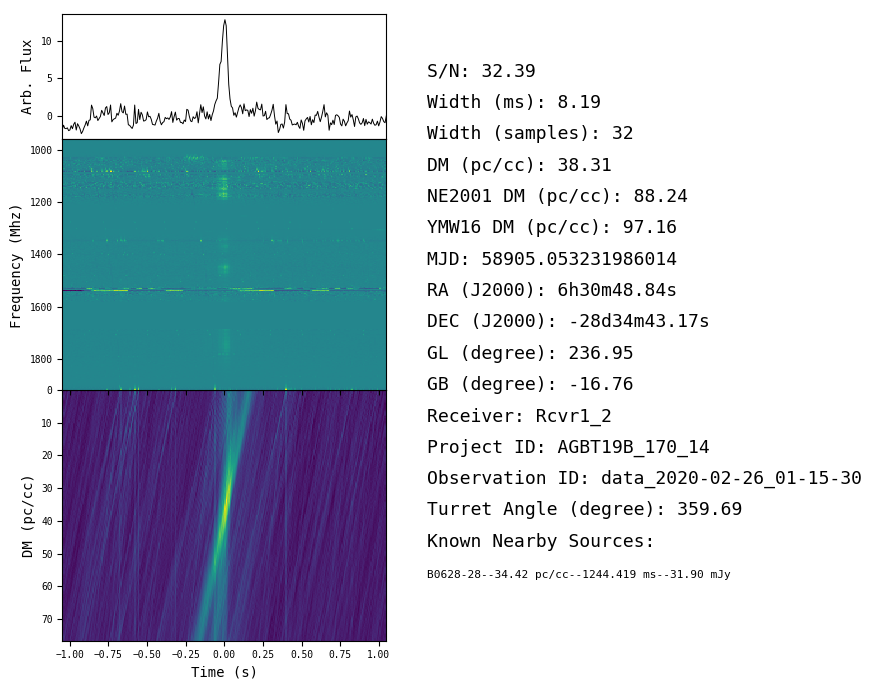 10
5
0
Arb. Flux
1000
1200
1400
1600
1800
Frequency (Mhz)
0
10
20
30
40
50
60
70
DM (pc/cc)
−1.00 −0.75 −0.50 −0.25 0.00 0.25 0.50 0.75 1.00
Time (s)
S/N: 32.39
Width (ms): 8.19
Width (samples): 32
DM (pc/cc): 38.31
NE2001 DM (pc/cc): 88.24
YMW16 DM (pc/cc): 97.16
MJD: 58905.053231986014
RA (J2000): 6h30m48.84s
DEC (J2000): -28d34m43.17s
GL (degree): 236.95
GB (degree): -16.76
Receiver: Rcvr1_2
Project ID: AGBT19B_170_14
Observation ID: data_2020-02-26_01-15-30
Turret Angle (degree): 359.69
Known Nearby Sources:
B0628-28--34.42 pc/cc--1244.419 ms--31.90 mJy